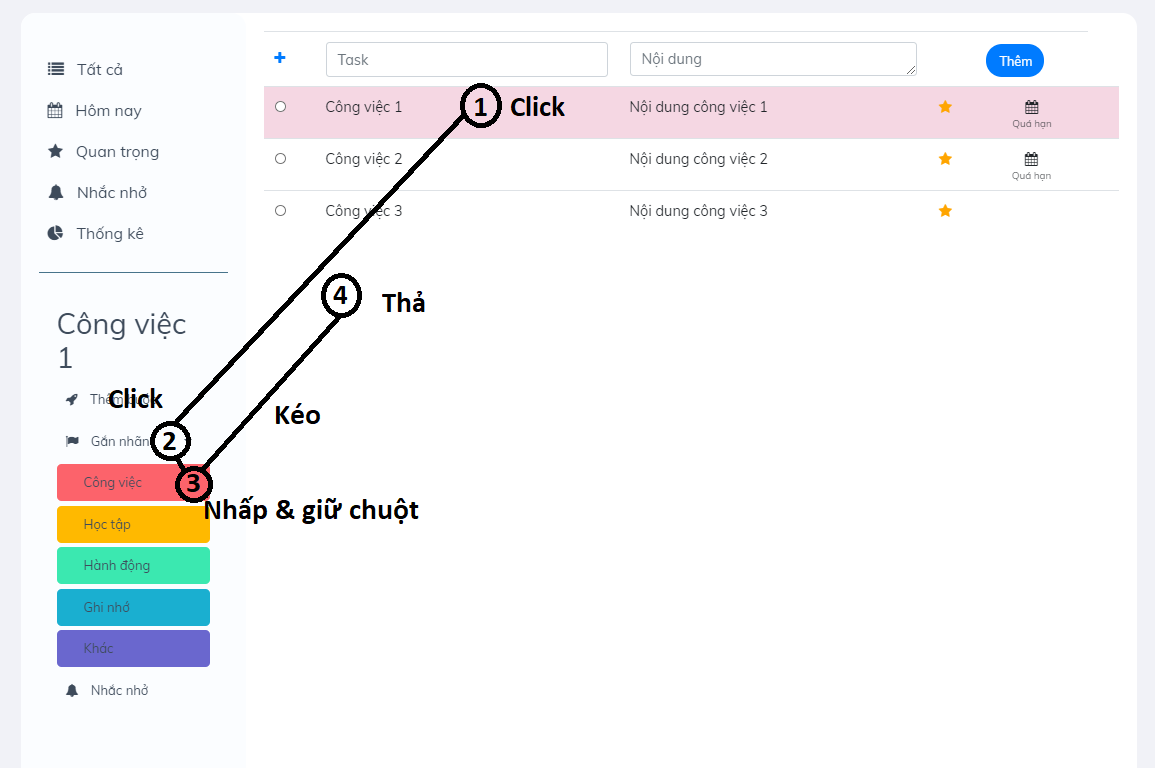 Task
Nội dung
Thêm
Tất cả
Hôm nay
Quan trọng
Nhắc nhở
Thống kê
Công việc 1
1 Click
Nội dung công việc 1
Quá hạn
Công việc 2
Nội dung công việc 2
Quá hạn
Công việc 3
Nội dung công việc 3
4 Thả
Công việc
1
Click
Kéo
Gắn nhãn
2
Công việc
3
Nhấp & giữ chuột
Học tập
Hành động
Ghi nhớ
Khác
Nhắc nhở